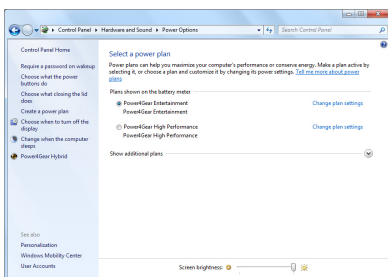 Control Panel
Hardware and Sound
Power Options
Search Control Panel
Control Panel Home
Require a password on wakeup
Choose what the power
buttons do
Choose what closing the lid
does
Create a power plan
Choose when to turn off the
display
Change when the computer
sleeps
Power4Gear Hybrid
See also
Personalization
Windows Mobility Center
User Accounts
Select a power plan
Power plans can help you maximize your computer's performance or conserve energy. Make a plan active by
selecting it, or choose a plan and customize it by changing its power settings. Tell me more about power
plans
Plans shown on the battery meter
Power4Gear Entertainment Change plan settings
Power4Gear Entertainment
Power4Gear High Performance Change plan settings
Power4Gear High Performance
Show additional plans
Screen brightness: